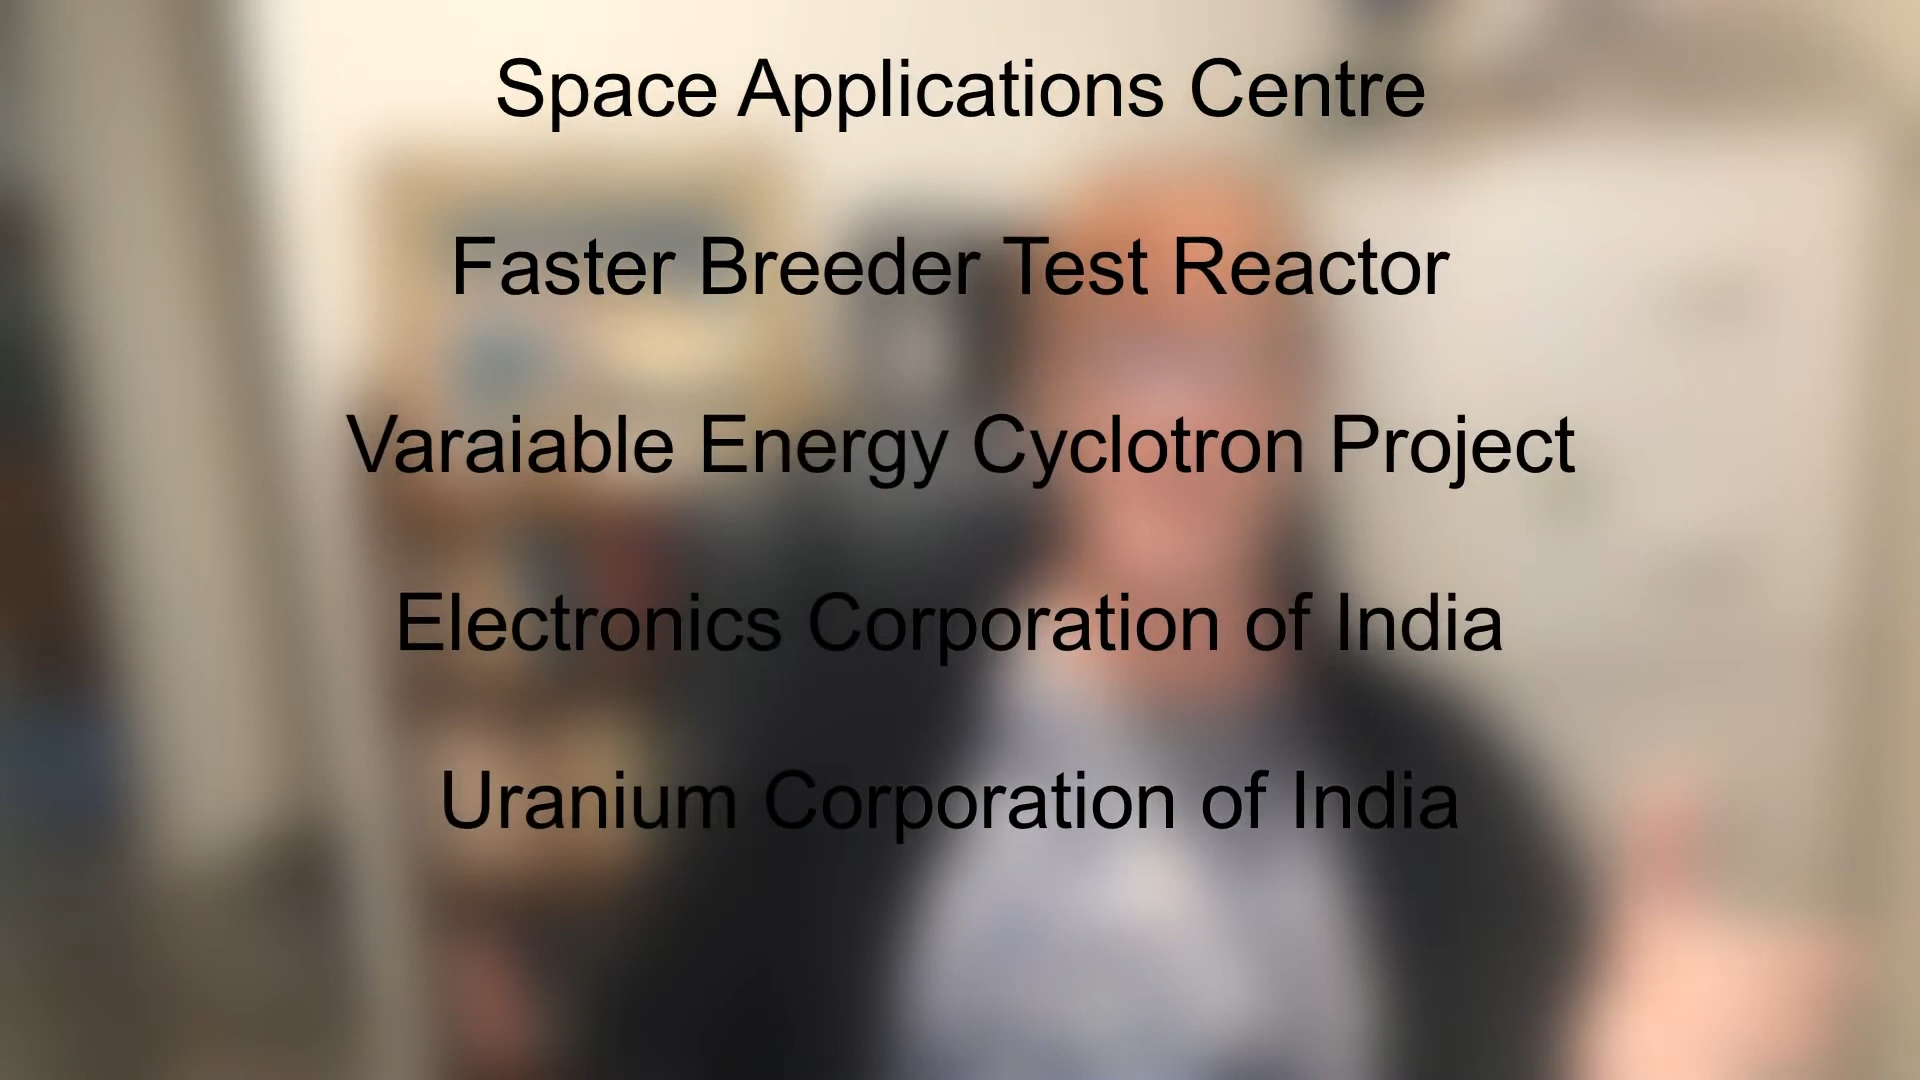 Space Applications Centre
Faster Breeder Test Reactor
Varaiable Energy Cyclotron Project
Electronics Corporation of India
Uranium Corporation of India